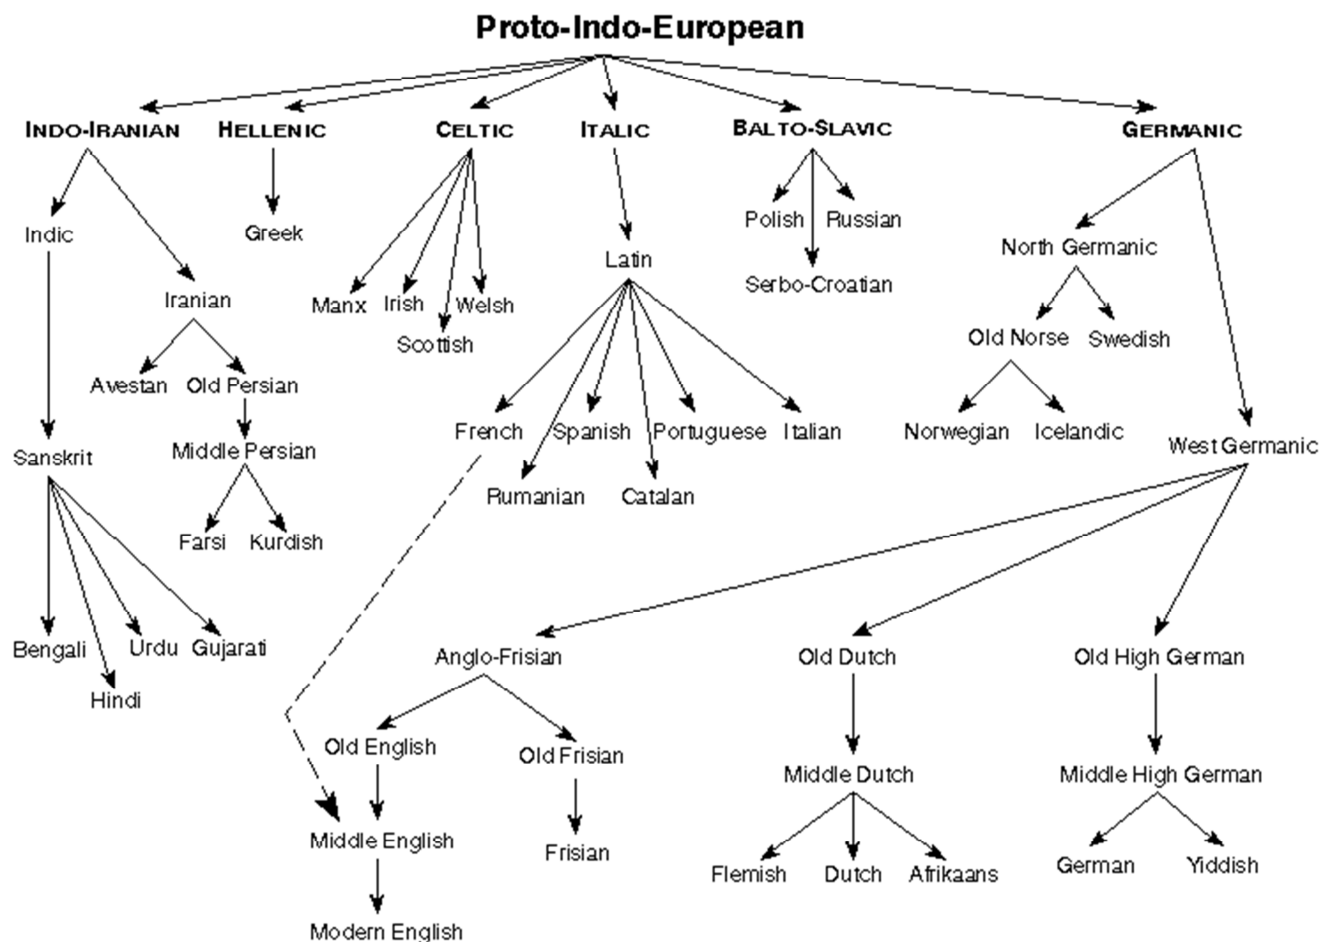 Proto-Indo-European
INDO-IRANIAN HELLENIC CELTIC ITALIC BALTO-SLAVIC GERMANIC
Polish Russian
Indic Greek North Germanic
Latin
Serbo-Croatian
Iranian Manx Irish Welsh
Scottish Old Norse Swedish
Avestan Old Persian
French Spanish Portuguese Italian Norwegian Icelandic
Sanskrit Middle Persian West Germanic
Rumanian Catalan
Farsi Kurdish
Bengali Urdu Gujarati Anglo-Frisian Old Dutch Old High German
Hindi
Old English Old Frisian
Middle Dutch Middle High German
Middle English Frisian
Flemish Dutch Afrikaans German Yiddish
Modern English